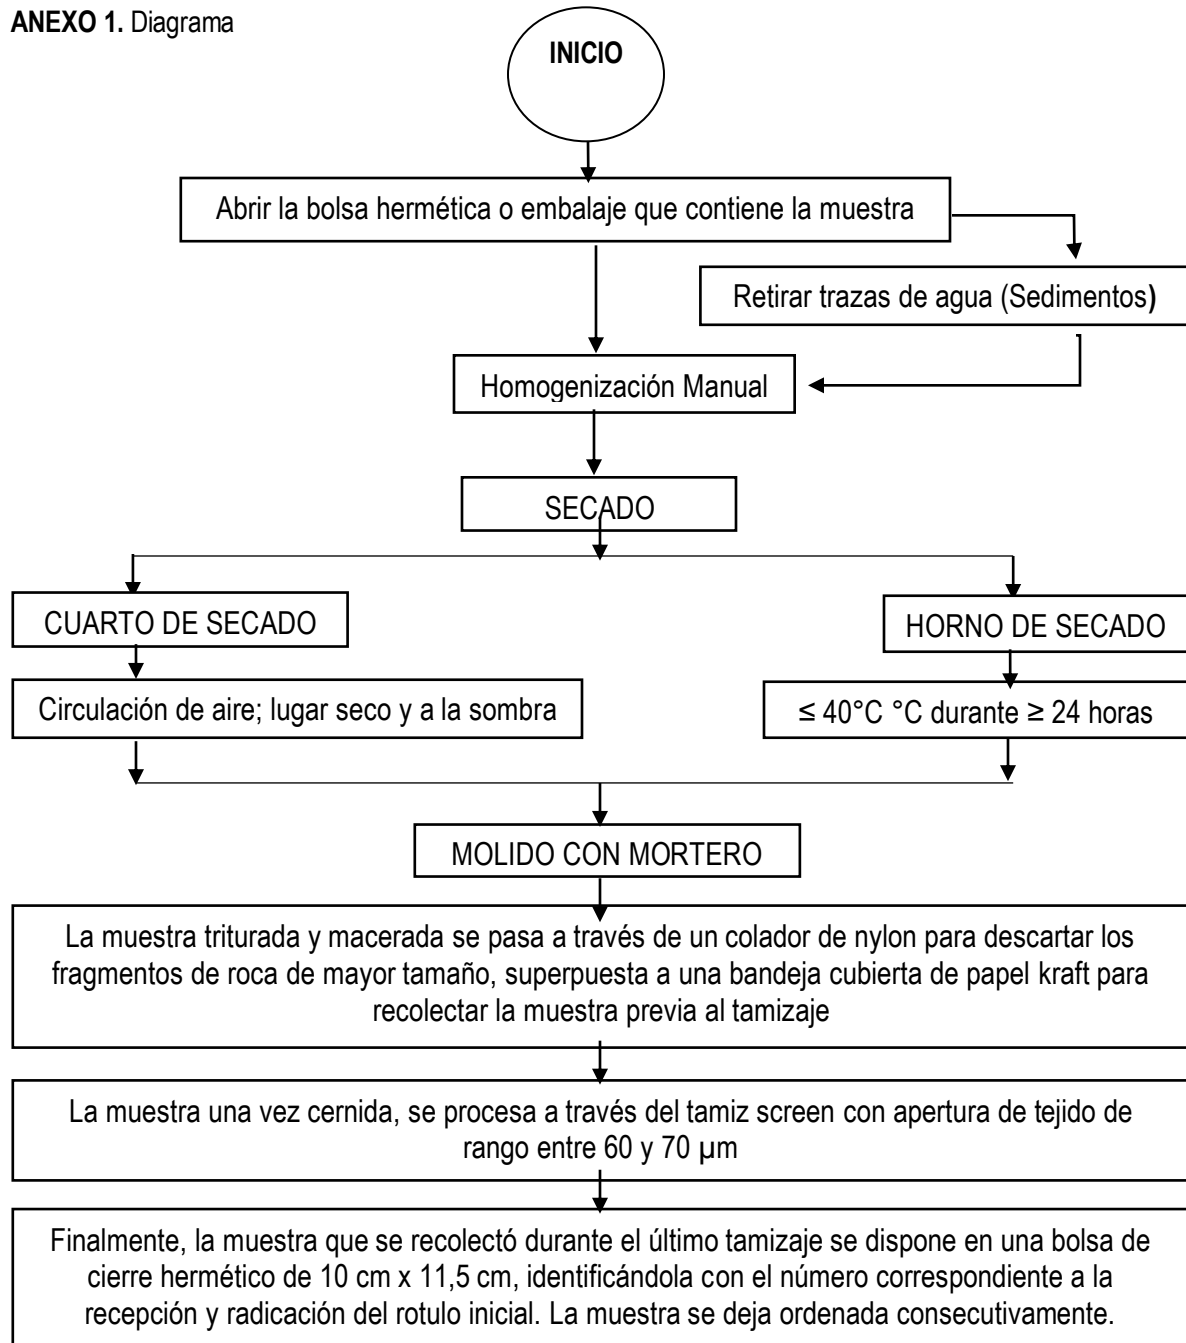 ANEXO 1. Diagrama
INICIO
Abrir la bolsa hermética o embalaje que contiene la muestra
Retirar trazas de agua (Sedimentos)
Homogenización Manual
SECADO
CUARTO DE SECADO
HORNO DE SECADO
Circulación de aire; lugar seco y a la sombra
≤ 40°C °C durante ≥ 24 horas
MOLIDO CON MORTERO
La muestra triturada y macerada se pasa a través de un colador de nylon para descartar los
fragmentos de roca de mayor tamaño, superpuesta a una bandeja cubierta de papel kraft para
recolectar la muestra previa al tamizaje
La muestra una vez cernida, se procesa a través del tamiz screen con apertura de tejido de
rango entre 60 y 70 µm
Finalmente, la muestra que se recolectó durante el último tamizaje se dispone en una bolsa de
cierre hermético de 10 cm x 11,5 cm, identificándola con el número correspondiente a la
recepción y radicación del rotulo inicial. La muestra se deja ordenada consecutivamente.